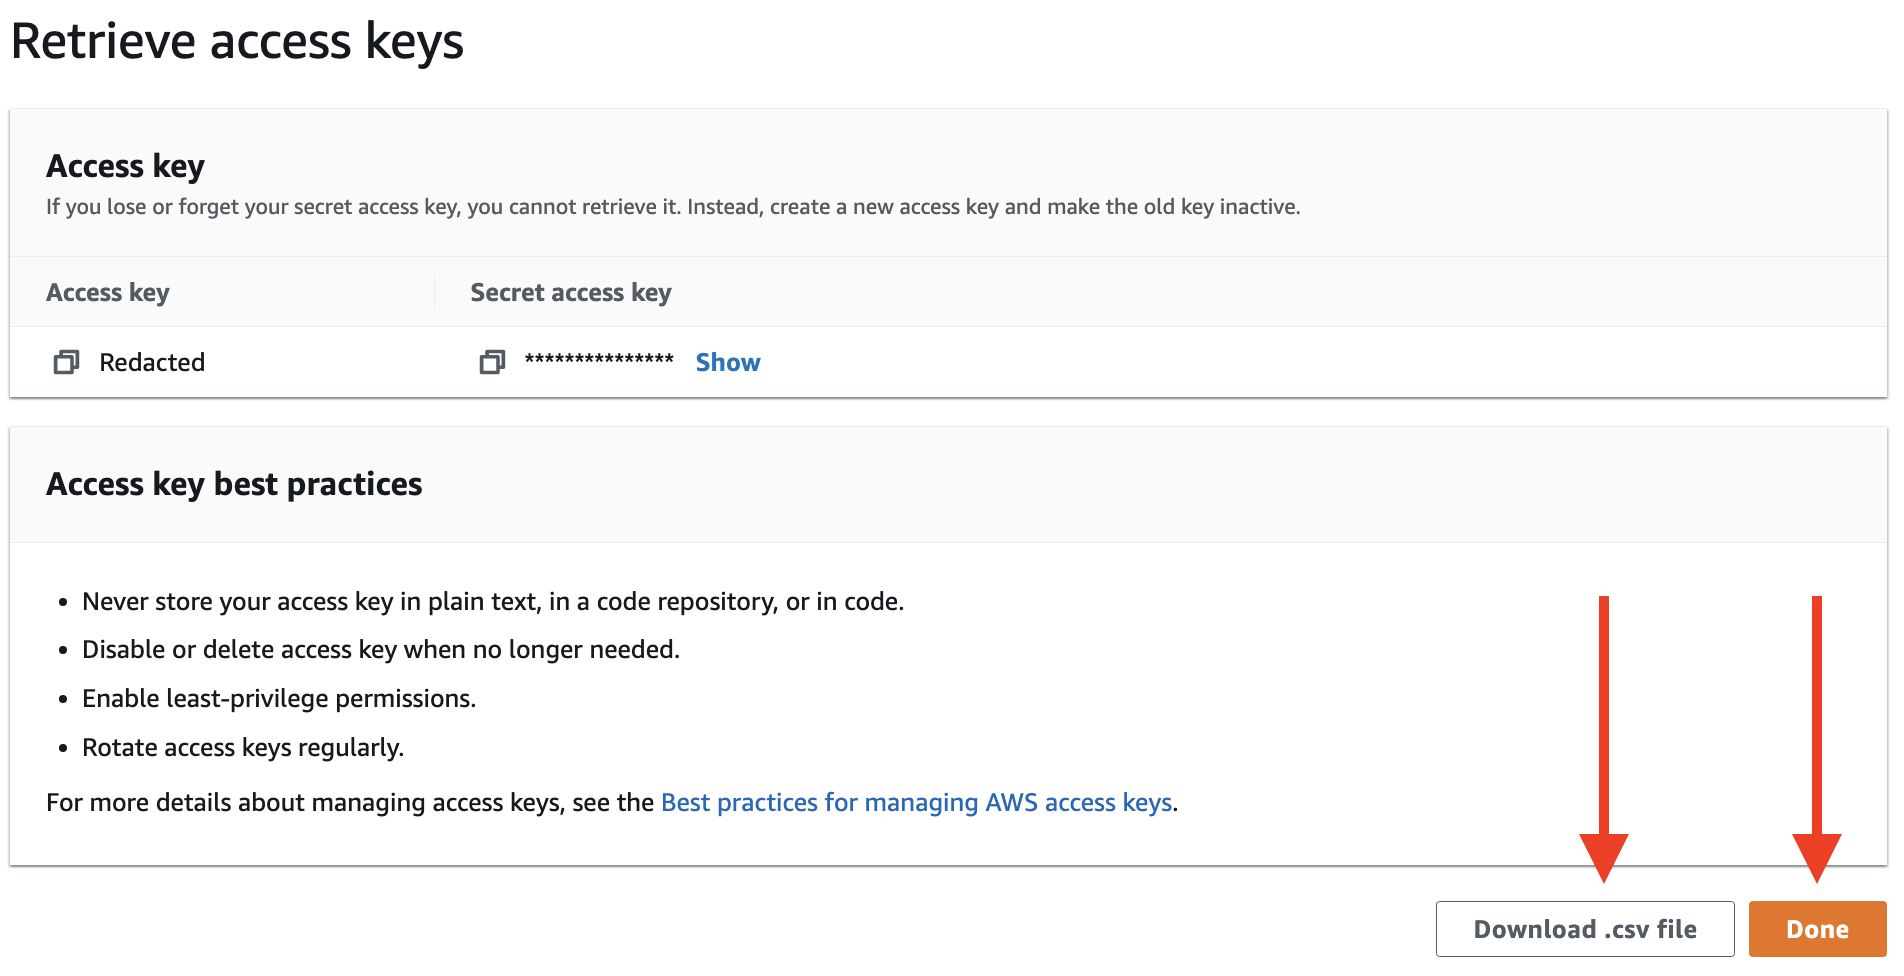 Retrieve access keys
Access key
If you lose or forget your secret access key, you cannot retrieve it. Instead, create a new access key and make the old key inactive.
Access key Secret access key
Redacted *************** Show
Access key best practices
• Never store your access key in plain text, in a code repository, or in code.
• Disable or delete access key when no longer needed.
• Enable least-privilege permissions.
• Rotate access keys regularly.
For more details about managing access keys, see the Best practices for managing AWS access keys.
Download .csv file Done